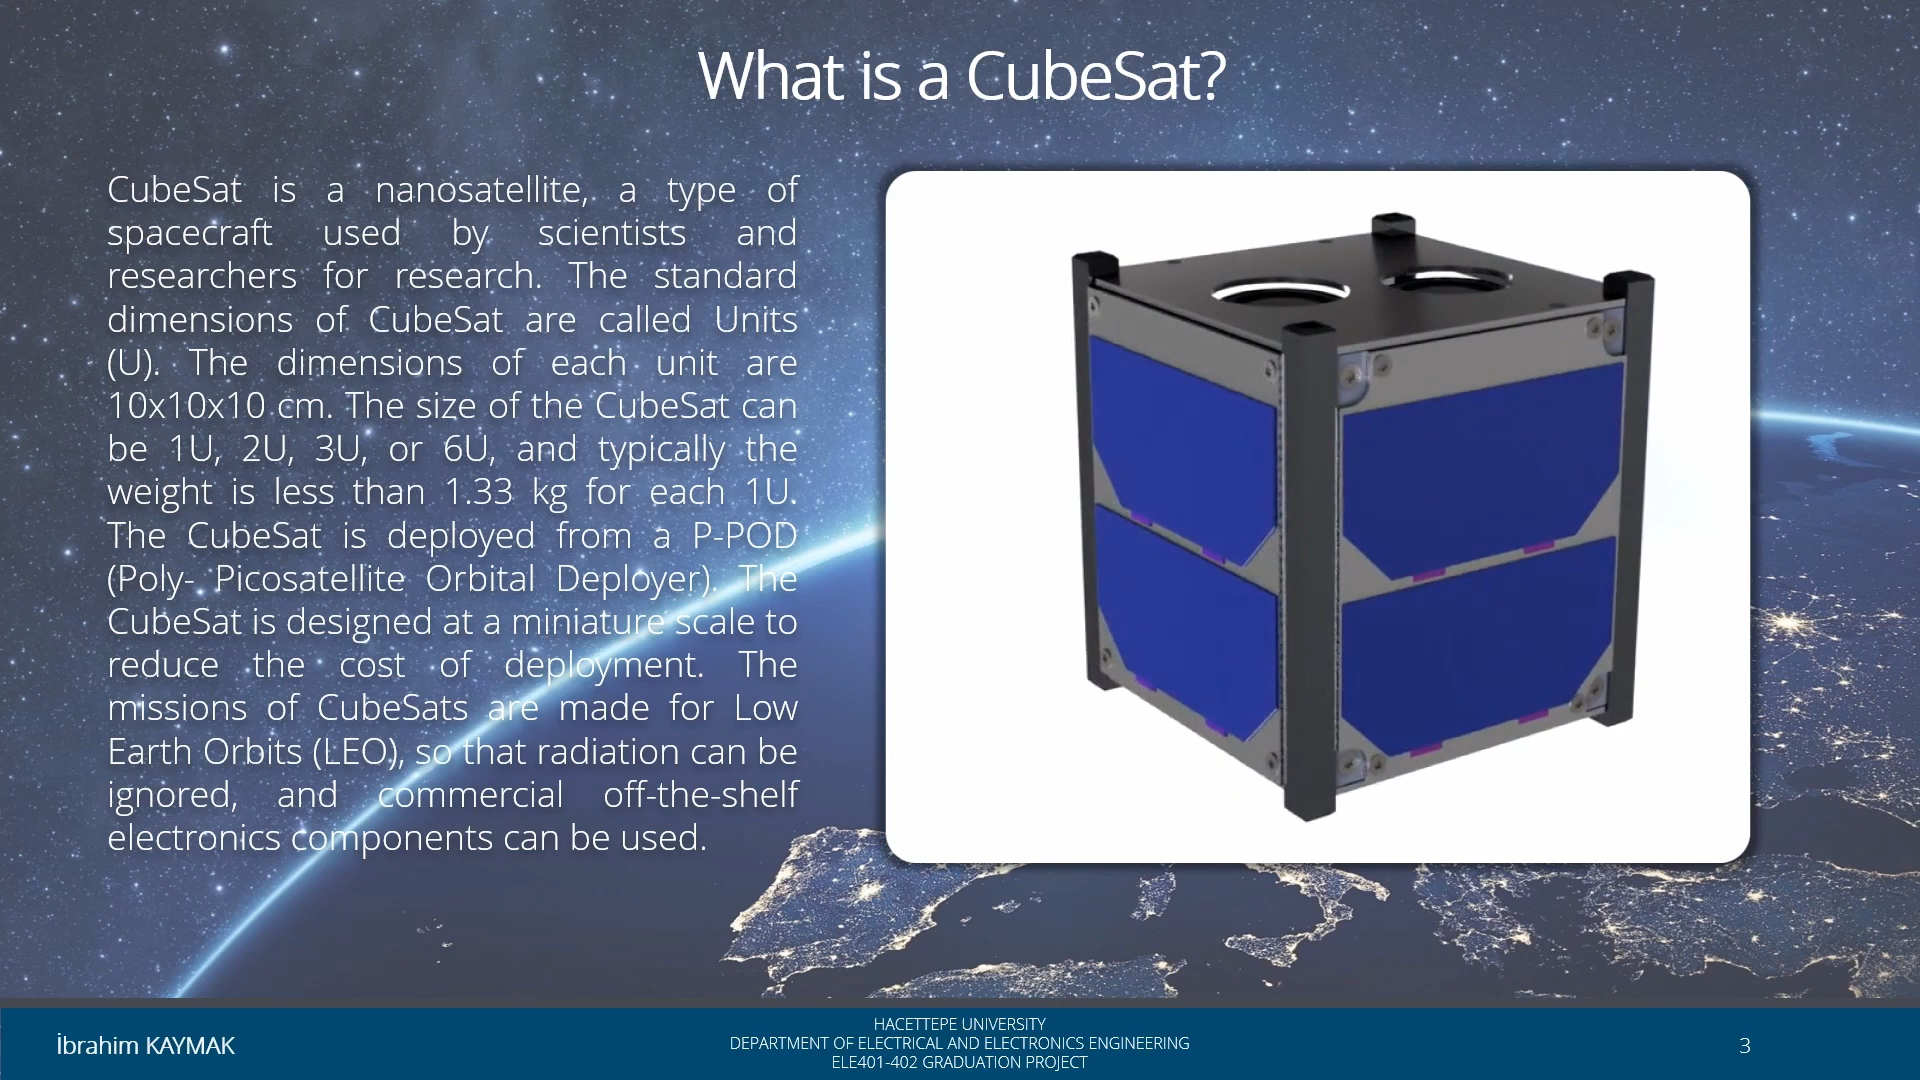 What is a CubeSat?
CubeSat is a nanosatellite, a type of
spacecraft used by scientists and
researchers for research. The standard
dimensions of CubeSat are called Units
(U). The dimensions of each unit are
10x10x10 cm. The size of the CubeSat can
be 1U, 2U, 3U, or 6U, and typically the
weight is less than 1.33 kg for each 1U.
The CubeSat is deployed from a P-POD
(Poly- Picosatellite Orbital Deployer). The
CubeSat is designed at a miniature scale to
reduce the cost of deployment. The
missions of CubeSats are made for Low
Earth Orbits (LEO), so that radiation can be
ignored, and commercial off-the-shelf
electronics components can be used.
İbrahim KAYMAK
HACETTEPE UNIVERSITY
DEPARTMENT OF ELECTRICAL AND ELECTRONICS ENGINEERING
ELE401-402 GRADUATION PROJECT
3